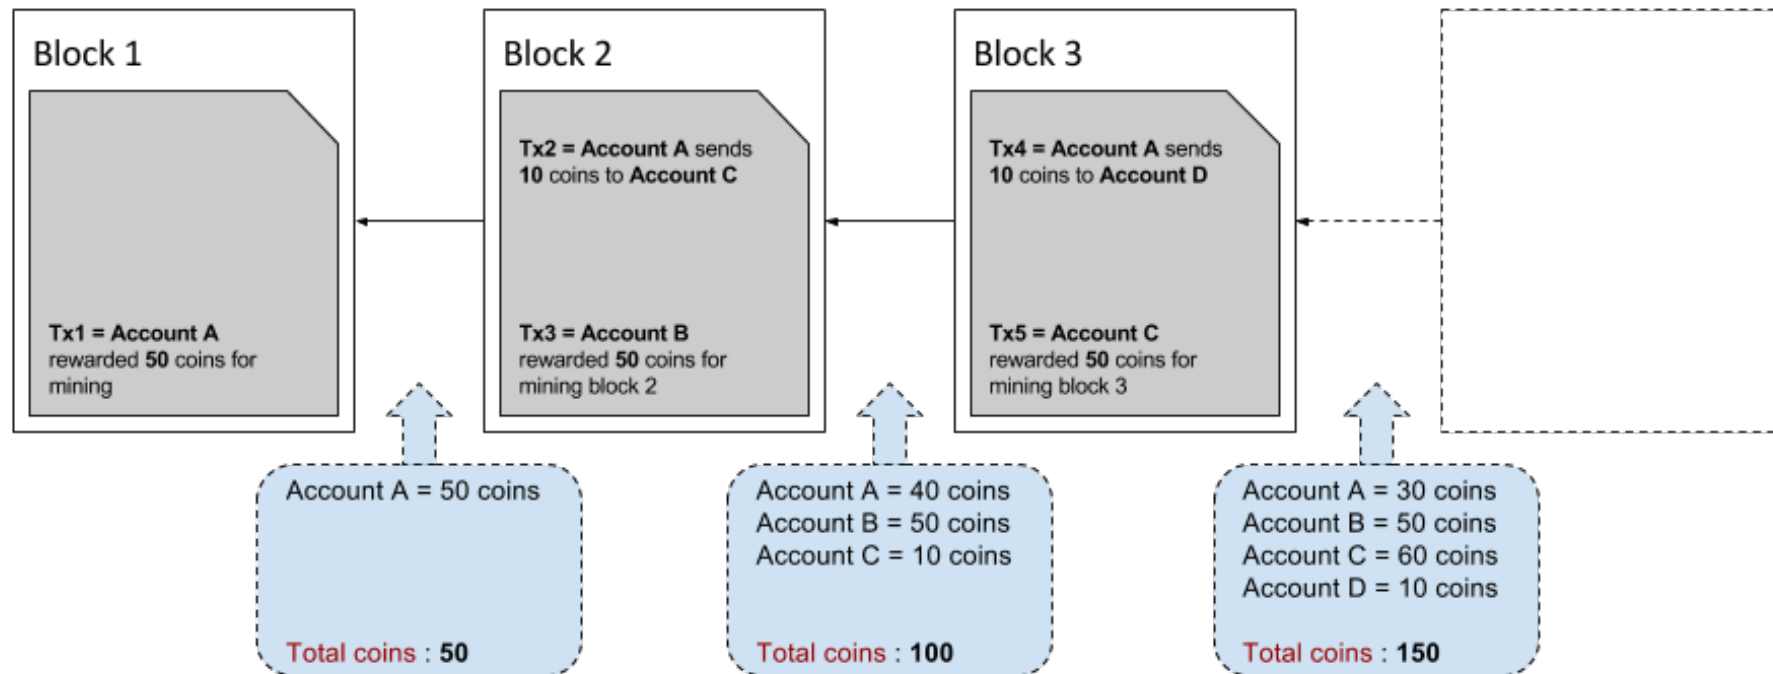 Block 1
Tx1 = Account A
rewarded 50 coins for
mining
Block 2
Tx2 = Account A sends
10 coins to Account C
Tx3 = Account B
rewarded 50 coins for
mining block 2
Block 3
Tx4 = Account A sends
10 coins to Account D
Tx5 = Account C
rewarded 50 coins for
mining block 3
Account A = 50 coins
Total coins : 50
Account A = 40 coins
Account B = 50 coins
Account C = 10 coins
Total coins : 100
Account A = 30 coins
Account B = 50 coins
Account C = 60 coins
Account D = 10 coins
Total coins : 150